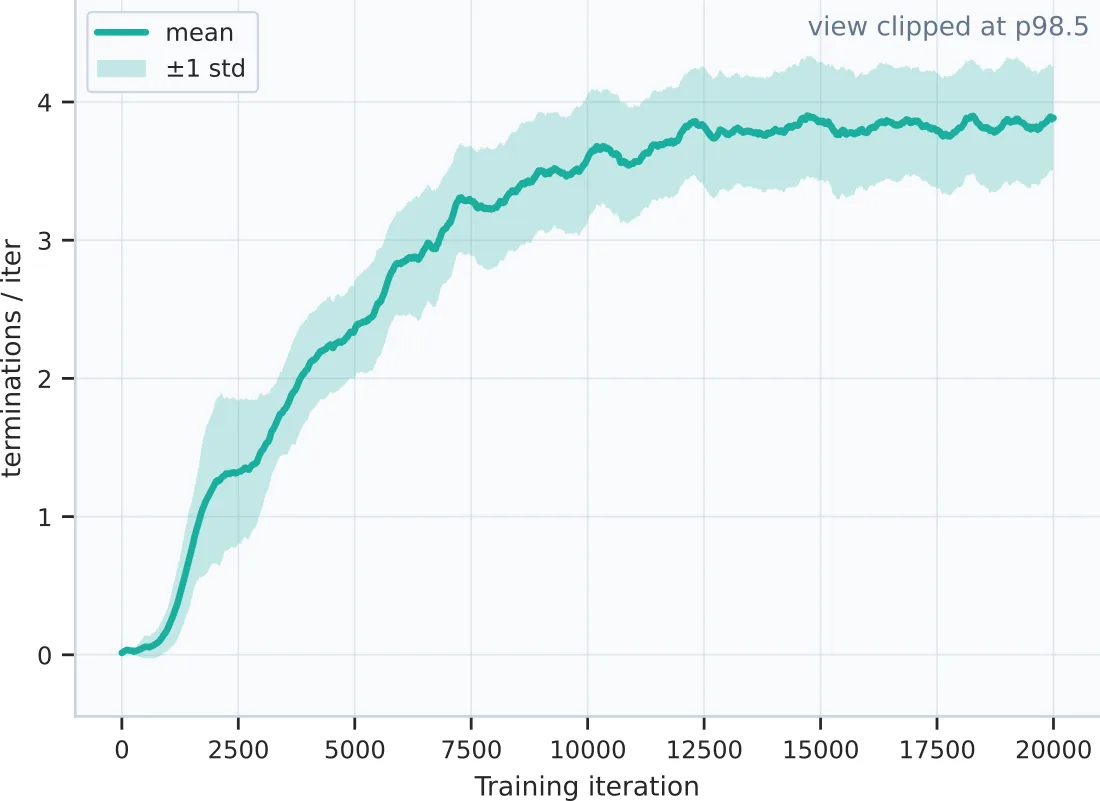 mean
±1 std
view clipped at p98.5
terminations / iter
4
3
2
1
0
0 2500 5000 7500 10000 12500 15000 17500 20000
Training iteration